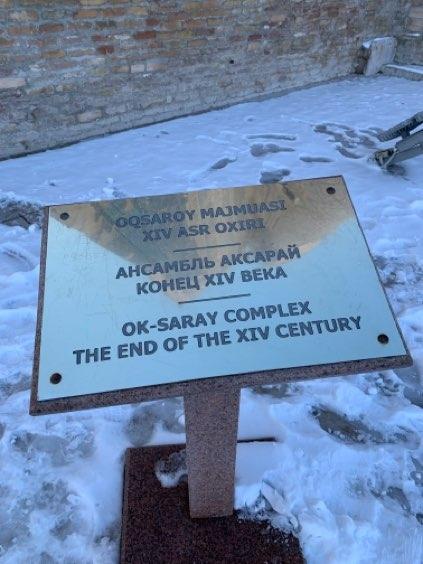 OQSAROY MAJMUASI
XIV ASR OXIRI
АНСАМБЛЬ АКСАРАЙ
КОНЕЦ XIV ВЕКА
OK-SARAY COMPLEX
THE END OF THE XIV CENTURY